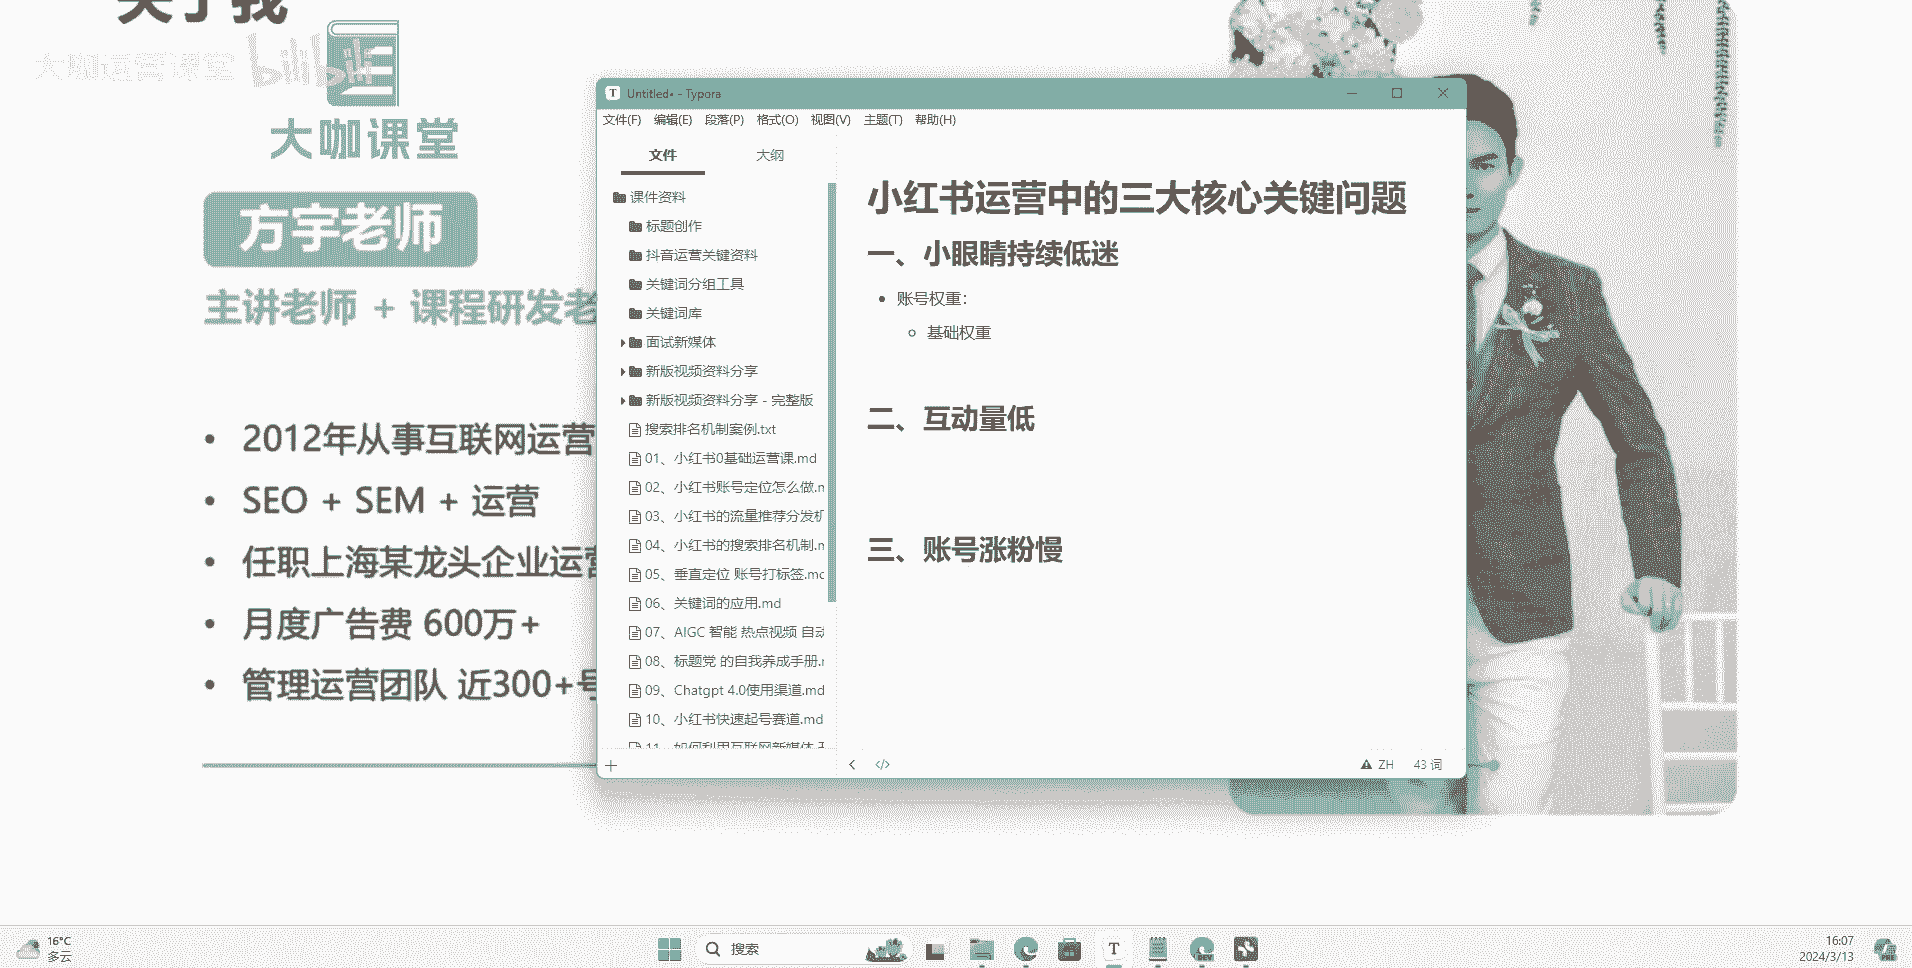 关于我
大咖运营课堂 bilibili
大咖课堂
方宇老师
主讲老师 + 课程研发老
2012年从事互联网运营
SEO + SEM + 运营
任职上海某龙头企业运营
月度广告费 600万+
管理运营团队 近300+号
Untitled• - Typora
文件(F) 编辑(E) 段落(P) 格式(O) 视图(V) 主题(T) 帮助(H)
文件 大纲
课件资料
标题创作
抖音运营关键资料
关键词分组工具
关键词库
面试新媒体
新版视频资料分享
新版视频资料分享 - 完整版
搜索排名机制案例.txt
01、小红书0基础运营课.md
02、小红书账号定位怎么做.m
03、小红书的流量推荐分发机
04、小红书的搜索排名机制.m
05、垂直定位 账号打标签.mc
06、关键词的应用.md
07、AIGC 智能 热点视频 自动
08、标题党 的自我养成手册.r
09、Chatgpt 4.0使用渠道.md
10、小红书快速起号赛道.md
11、如何利用互联网新媒体
小红书运营中的三大核心关键问题
一、小眼睛持续低迷
账号权重:
基础权重
二、互动量低
三、账号涨粉慢
ZH 43 词
16°C
多云
搜索
T
DEV
16:07
2024/3/13
PRE